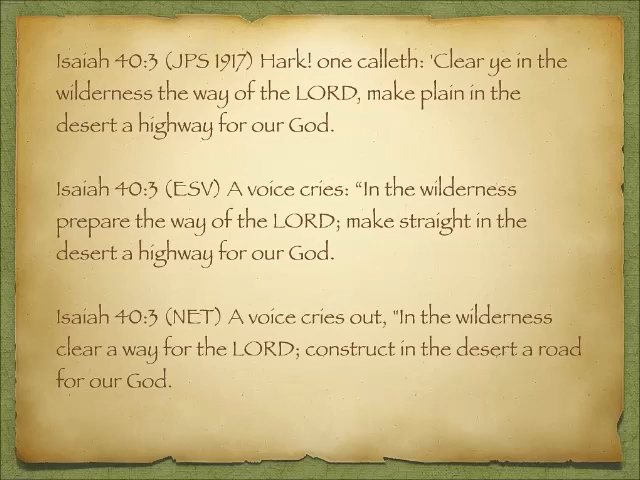 Isaiah 40:3 (JPS 1917) Hark! one calleth: 'Clear ye in the
wilderness the way of the LORD, make plain in the
desert a highway for our God.
Isaiah 40:3 (ESV) A voice cries: “In the wilderness
prepare the way of the LORD; make straight in the
desert a highway for our God.
Isaiah 40:3 (NET) A voice cries out, "In the wilderness
clear a way for the LORD; construct in the desert a road
for our God.